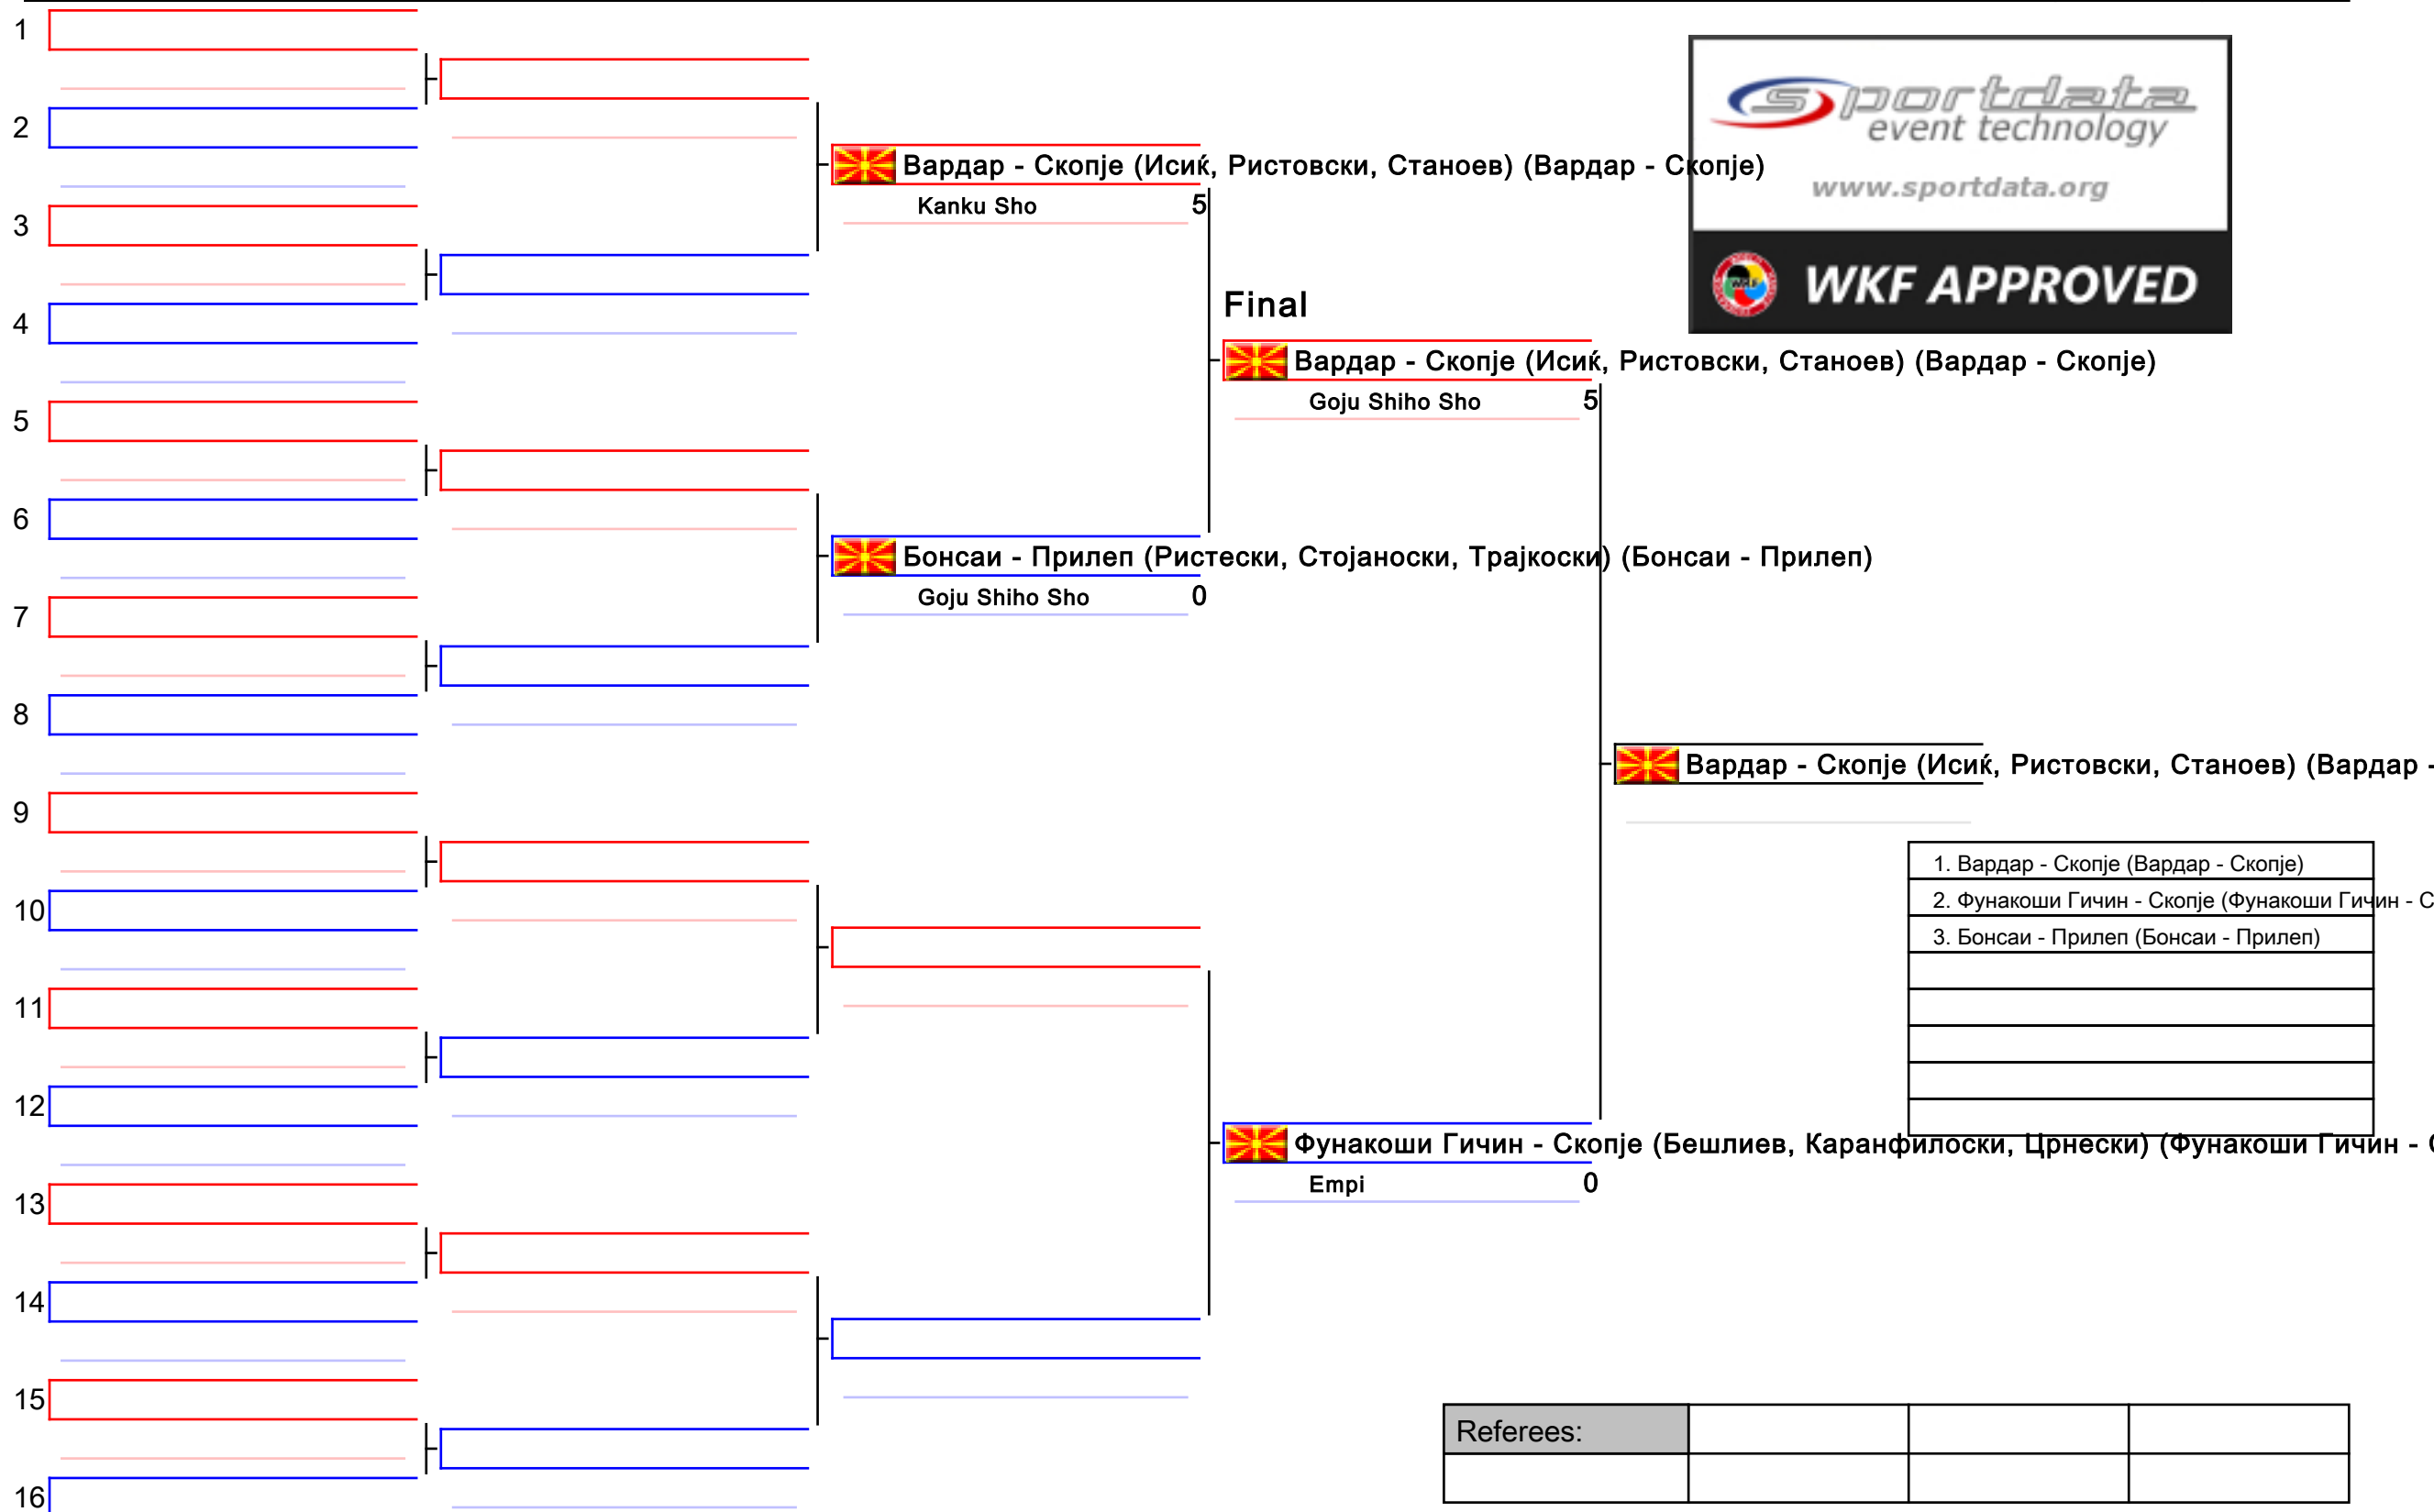 1
2
3
4
5
6
7
8
9
10
11
12
13
14
15
16
Вардар - Скопје (Исиќ, Ристовски, Станоев) (Вардар - Скопје)
Kanku Sho 5
Бонсаи - Прилеп (Ристески, Стојаноски, Трајкоски) (Бонсаи - Прилеп)
Goju Shiho Sho 0
Final
Вардар - Скопје (Исиќ, Ристовски, Станоев) (Вардар - Скопје)
Goju Shiho Sho 5
Фунакоши Гичин - Скопје (Бешлиев, Каранфилоски, Црнески) (Фунакоши Гичин -
Empi 0
Вардар - Скопје (Исиќ, Ристовски, Станоев) (Вардар -
sportdata
event technology
www.sportdata.org
WKF APPROVED
1. Вардар - Скопје (Вардар - Скопје)
2. Фунакоши Гичин - Скопје (Фунакоши Гичин - С
3. Бонсаи - Прилеп (Бонсаи - Прилеп)
Referees: